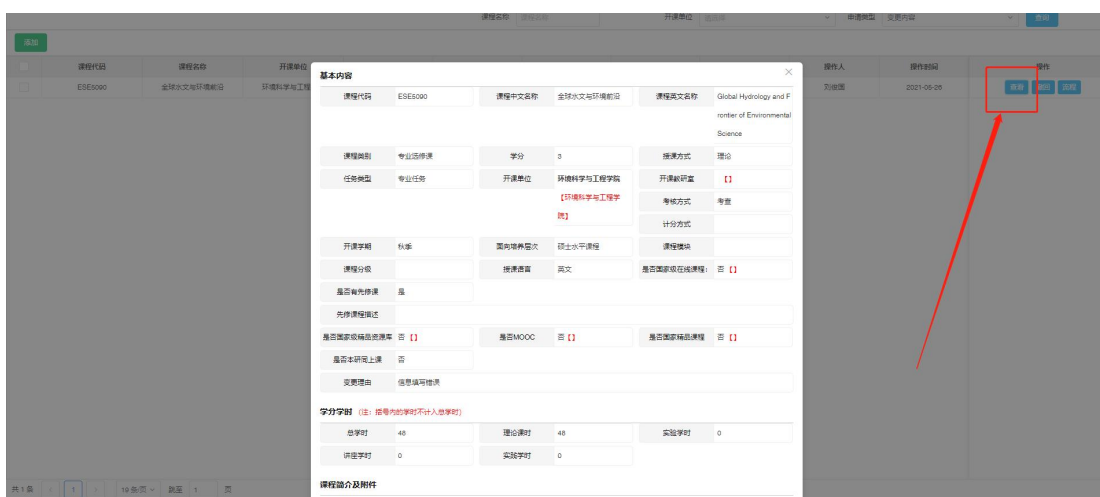 课程名称 课程名称 开课单位 请选择 申请类型 变更内容 查询
添加
课程代码 课程名称 开课单位 操作人 操作时间 操作
ESE5090 全球水文与环境前沿 环境科学与工程 刘俊国 2021-08-26 查看 撤回 流程
基本内容
课程代码 ESE5090 课程中文名称 全球水文与环境前沿 课程英文名称 Global Hydrology and F
rontier of Environmental
Science
课程类别 专业选修课 学分 3 授课方式 理论
任务类型 专业任务 开课单位 环境科学与工程学院 开课教研室 【】
【环境科学与工程学 考核方式 考查
院】
计分方式
开课学期 秋季 面向培养层次 硕士水平课程 课程模块
课程分级 授课语言 英文 是否国家级在线课程: 否【】
是否有先修课 是
先修课程描述
是否国家级精品资源库 否【】 是否MOOC 否【】 是否国家精品课程 否【】
是否本研同上课 否
变更理由 信息填写错误
学分学时 (注: 括号内的学时不计入总学时)
总学时 48 理论课时 48 实验学时 0
讲座学时 0 实践学时 0
共1条 1 10条/页 跳至 1 页
课程简介及附件